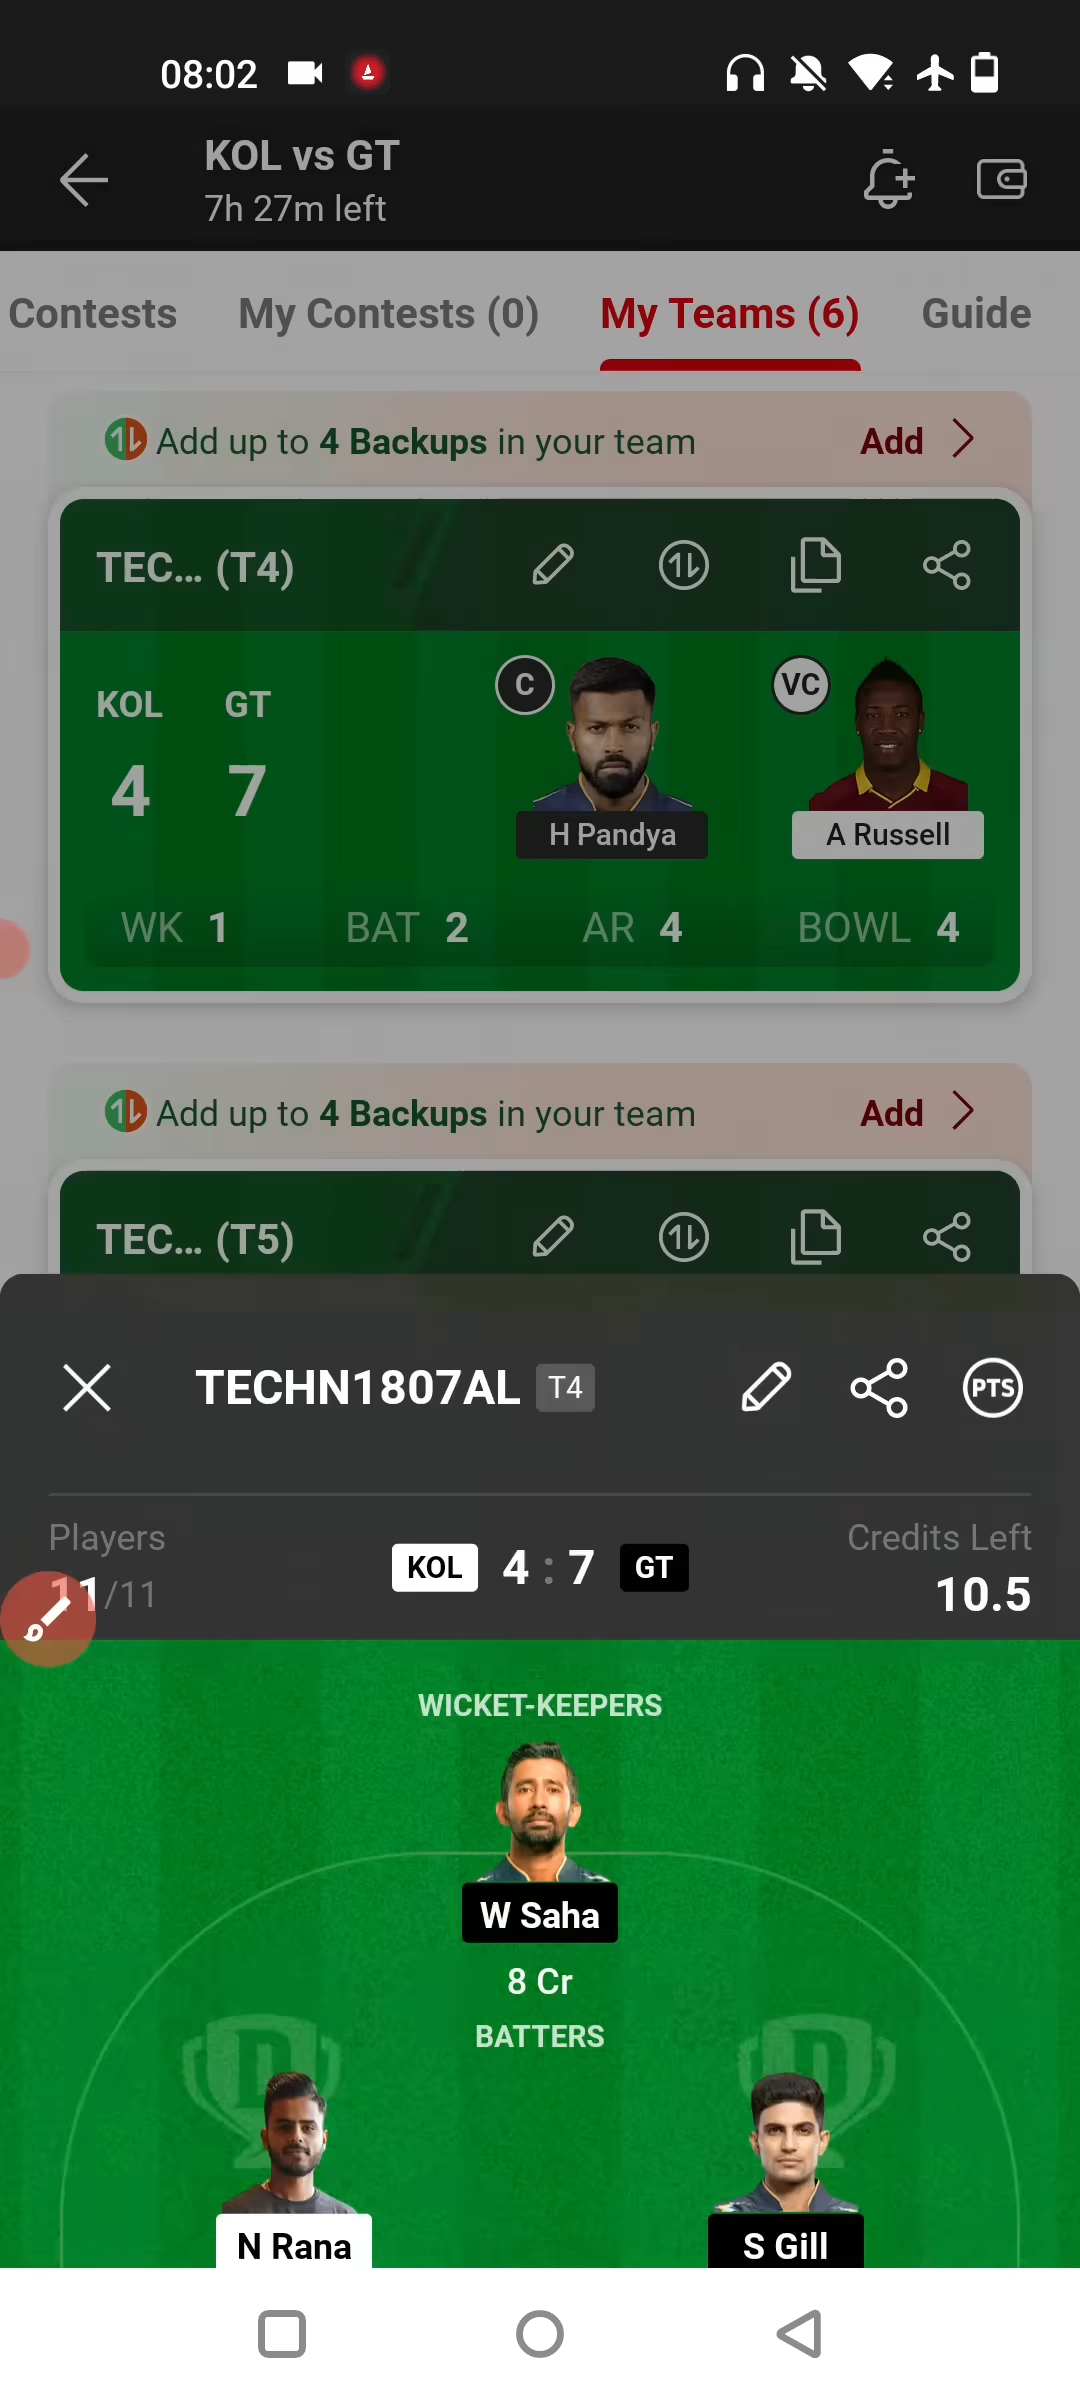 08:02
KOL vs GT
7h 27m left
Contests My Contests (0) My Teams (6) Guide
Add up to 4 Backups in your team Add
TEC... (T4)
KOL GT
4 7
C VC
H Pandya A Russell
WK 1 BAT 2 AR 4 BOWL 4
Add up to 4 Backups in your team Add
TEC... (T5)
TECHN1807AL T4 PTS
Players KOL 4 : 7 GT Credits Left
11/11 10.5
WICKET-KEEPERS
W Saha
8 Cr
BATTERS
N Rana S Gill